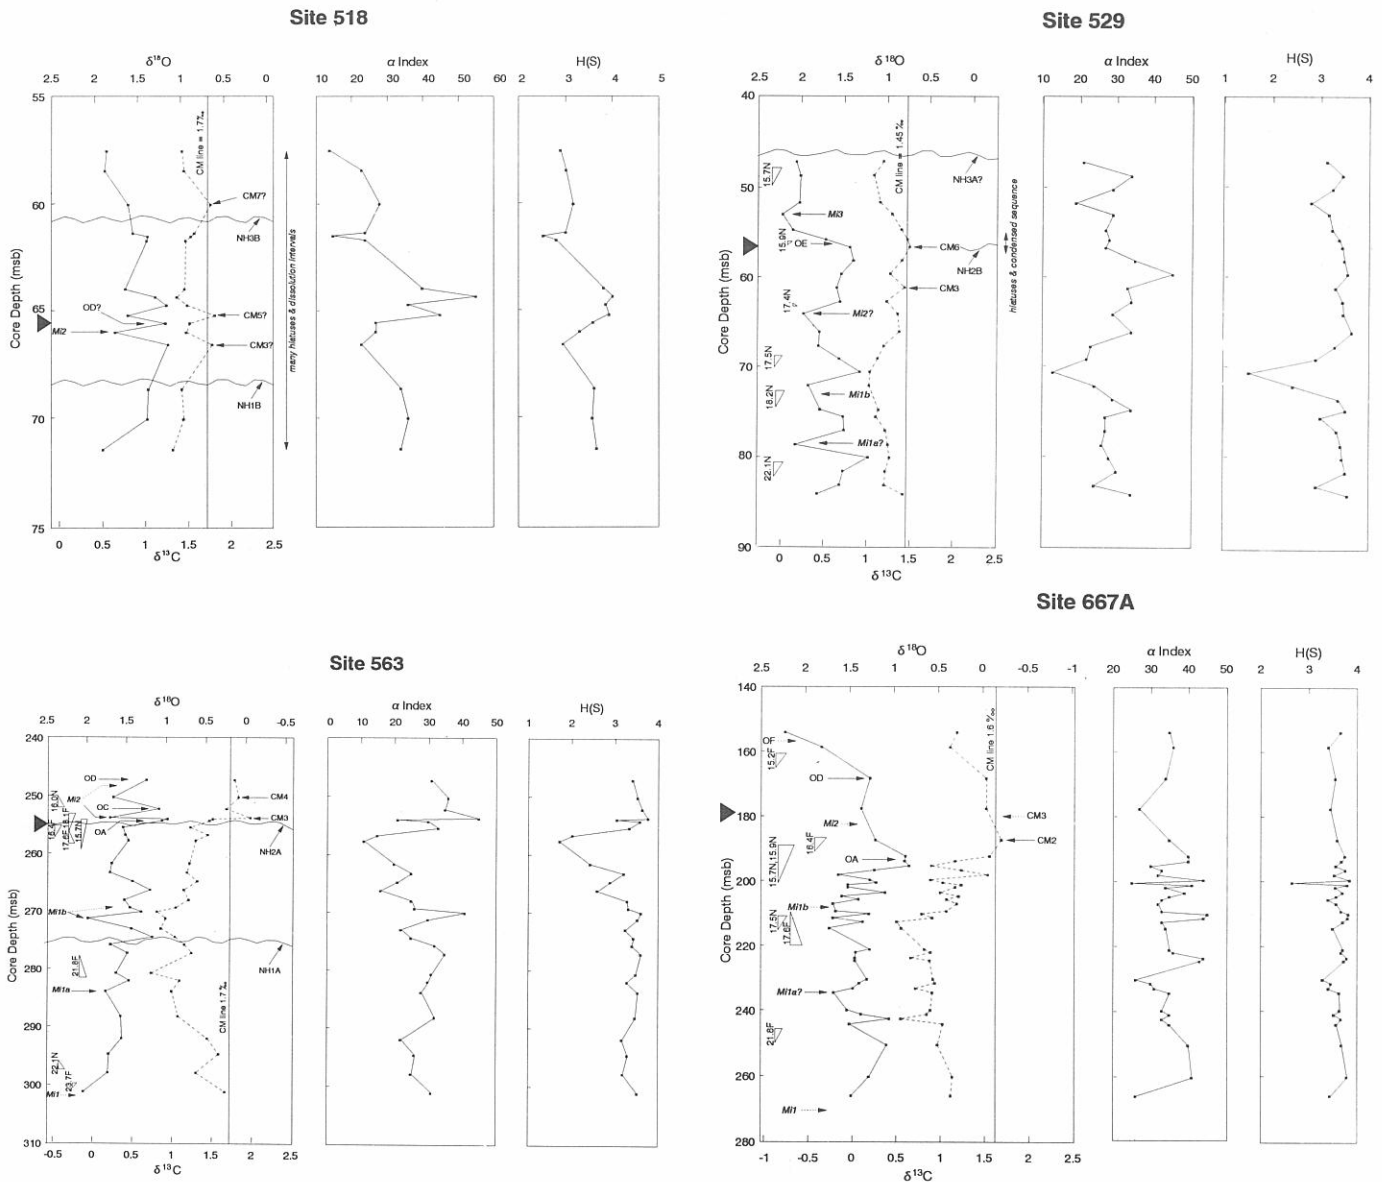 Site 518
δ18O
2.5 2 1.5 1 0.5 0
α Index
10 20 30 40 50 60
H(S)
2 3 4 5
Core Depth (msb)
55
60
65
70
75
CM line = 1.7‰
CM7?
NH3B
OD?
Mi2
CM5?
CM3?
NH1B
many hiatuses & dissolution intervals
0 0.5 1 1.5 2 2.5
δ13C
Site 529
δ18O
2.5 2 1.5 1 0.5 0
α Index
10 20 30 40 50
H(S)
1 2 3 4
Core Depth (msb)
40
50
60
70
80
90
CM line = 1.45 ‰
15.7N
NH3A?
Mi3
15.9N
OE
CM6
NH2B
hiatuses & condensed sequence
CM3
17.4N
Mi2?
17.5N
18.2N
Mi1b
Mi1a?
22.1N
0 0.5 1 1.5 2 2.5
δ 13C
Site 563
δ18O
2.5 2 1.5 1 0.5 0 -0.5
α Index
0 10 20 30 40 50
H(S)
1 2 3 4
Core Depth (msb)
240
250
260
270
280
290
300
310
OD
Mi2
16.0N
OC
CM4
CM3
OA
17.6F,18.1F
15.7N
NH2A
Mi1b
NH1A
21.8F
Mi1a
CM line 1.7 ‰
22.1N
23.7F
Mi1
-0.5 0 0.5 1 1.5 2 2.5
δ13C
Site 667A
δ18O
2.5 2 1.5 1 0.5 0 -0.5 -1
α Index
20 30 40 50
H(S)
2 3 4
Core Depth (msb)
140
160
180
200
220
240
260
280
CM line 1.6 ‰
OF
15.2F
OD
CM3
Mi2
16.4F
CM2
15.7N,15.9N
OA
Mi1b
17.5N
17.6F
Mi1a?
21.8F
Mi1
-1 -0.5 0 0.5 1 1.5 2 2.5
δ13C